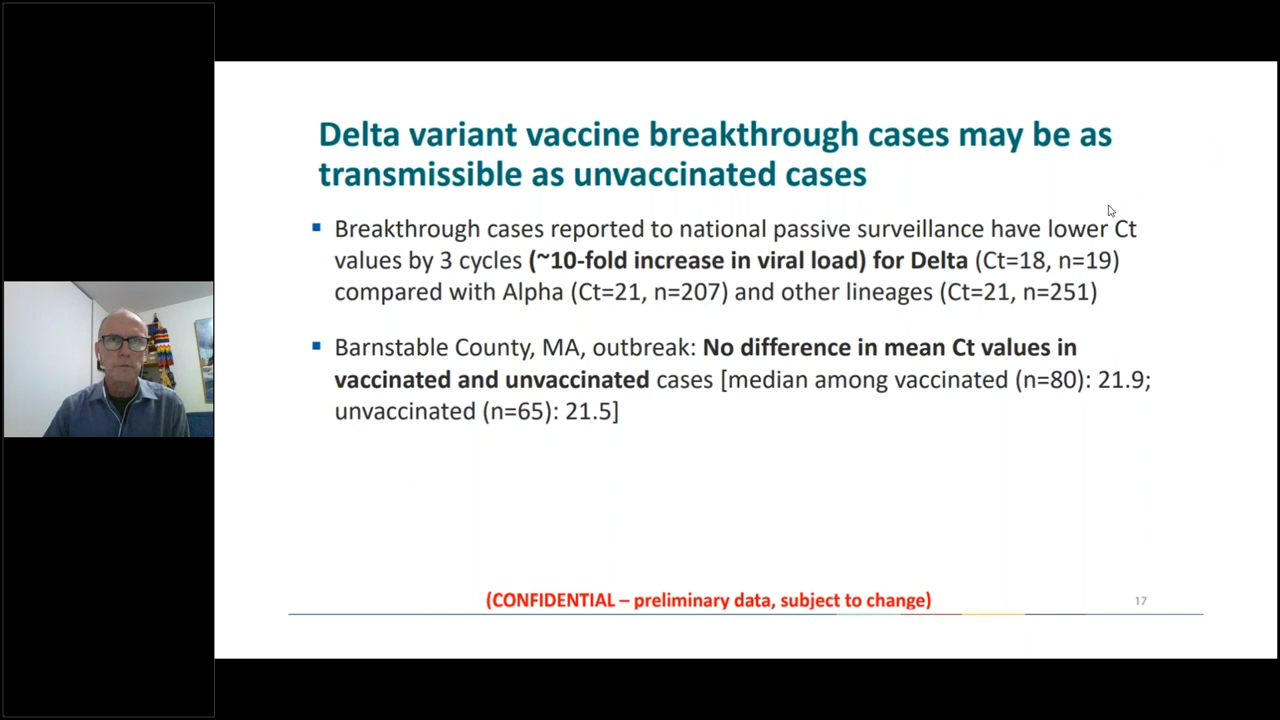 Delta variant vaccine breakthrough cases may be as
transmissible as unvaccinated cases
▪ Breakthrough cases reported to national passive surveillance have lower Ct
values by 3 cycles (~10-fold increase in viral load) for Delta (Ct=18, n=19)
compared with Alpha (Ct=21, n=207) and other lineages (Ct=21, n=251)
▪ Barnstable County, MA, outbreak: No difference in mean Ct values in
vaccinated and unvaccinated cases [median among vaccinated (n=80): 21.9;
unvaccinated (n=65): 21.5]
(CONFIDENTIAL – preliminary data, subject to change)
17